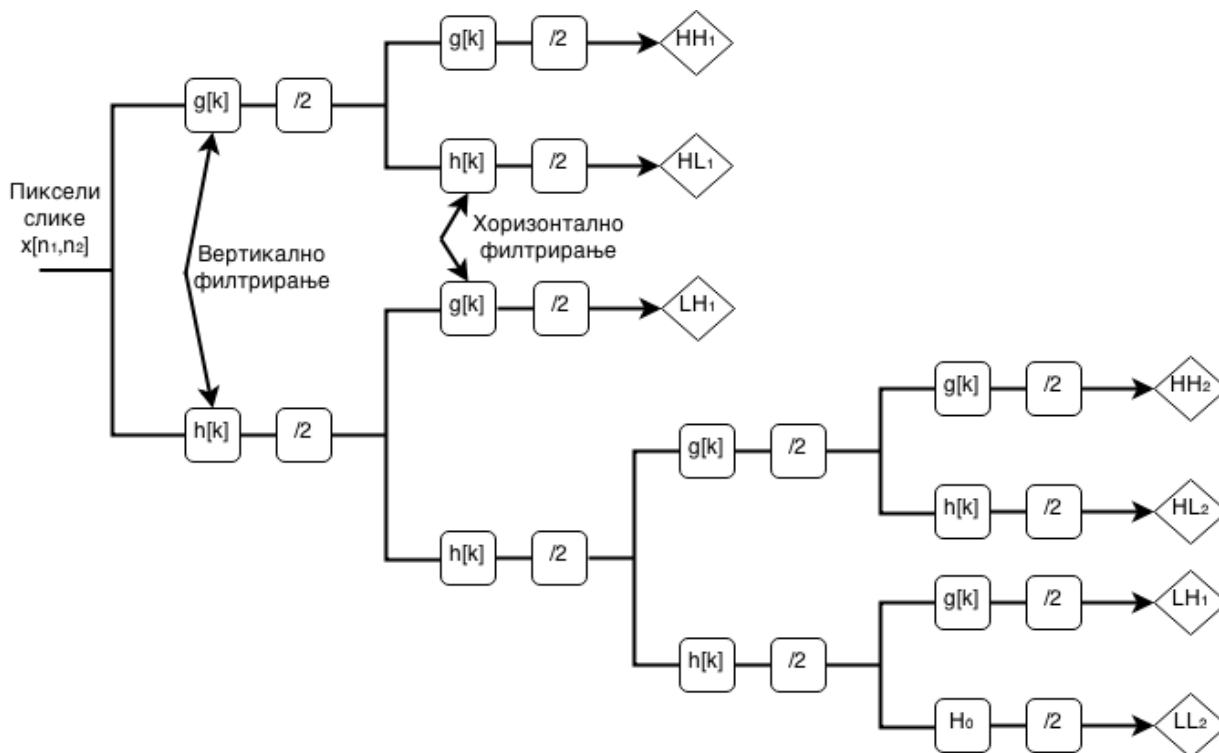 g[k]
/2
HH₁
g[k]
/2
h[k]
/2
HL₁
Пиксели
слике
x[n₁,n₂]
Вертикално
филтрирање
Хоризонтално
филтрирање
g[k]
/2
LH₁
h[k]
/2
g[k]
/2
HH₂
g[k]
/2
h[k]
/2
HL₂
h[k]
/2
g[k]
/2
LH₁
h[k]
/2
H₀
/2
LL₂